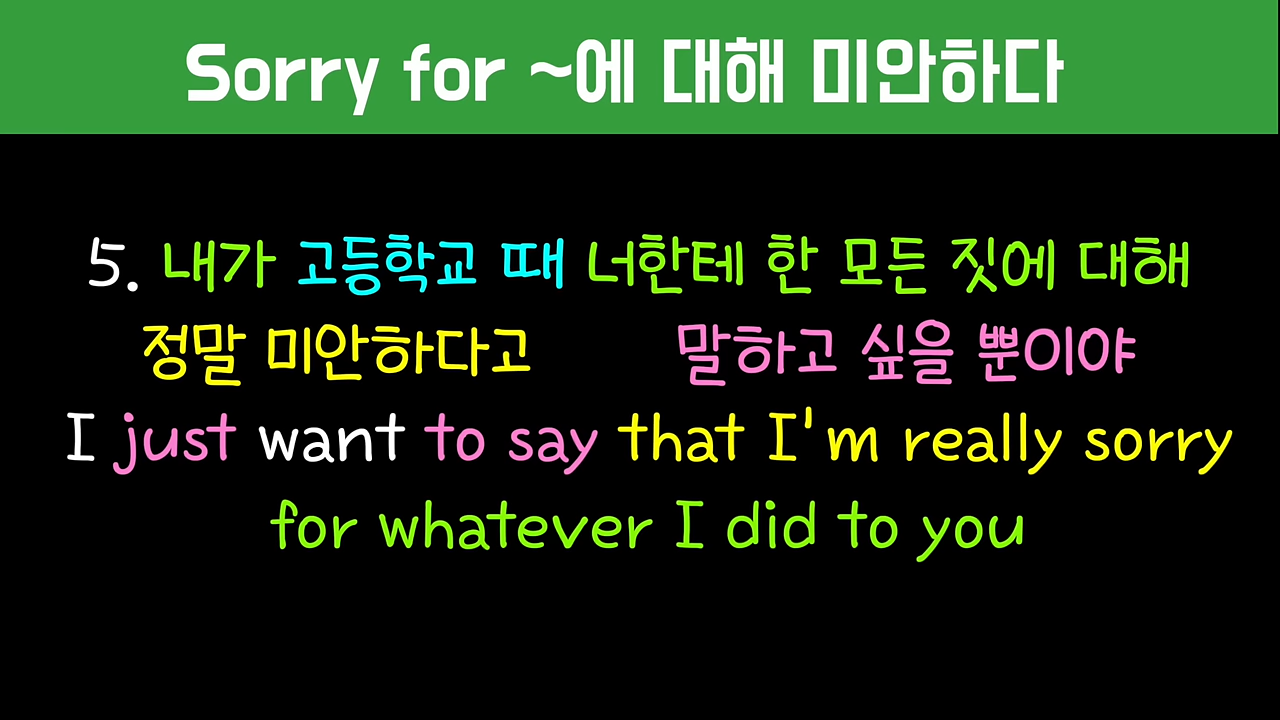 Sorry for ~에 대해 미안하다
5. 내가 고등학교 때 너한테 한 모든 짓에 대해
정말 미안하다고 말하고 싶을 뿐이야
I just want to say that I'm really sorry
for whatever I did to you